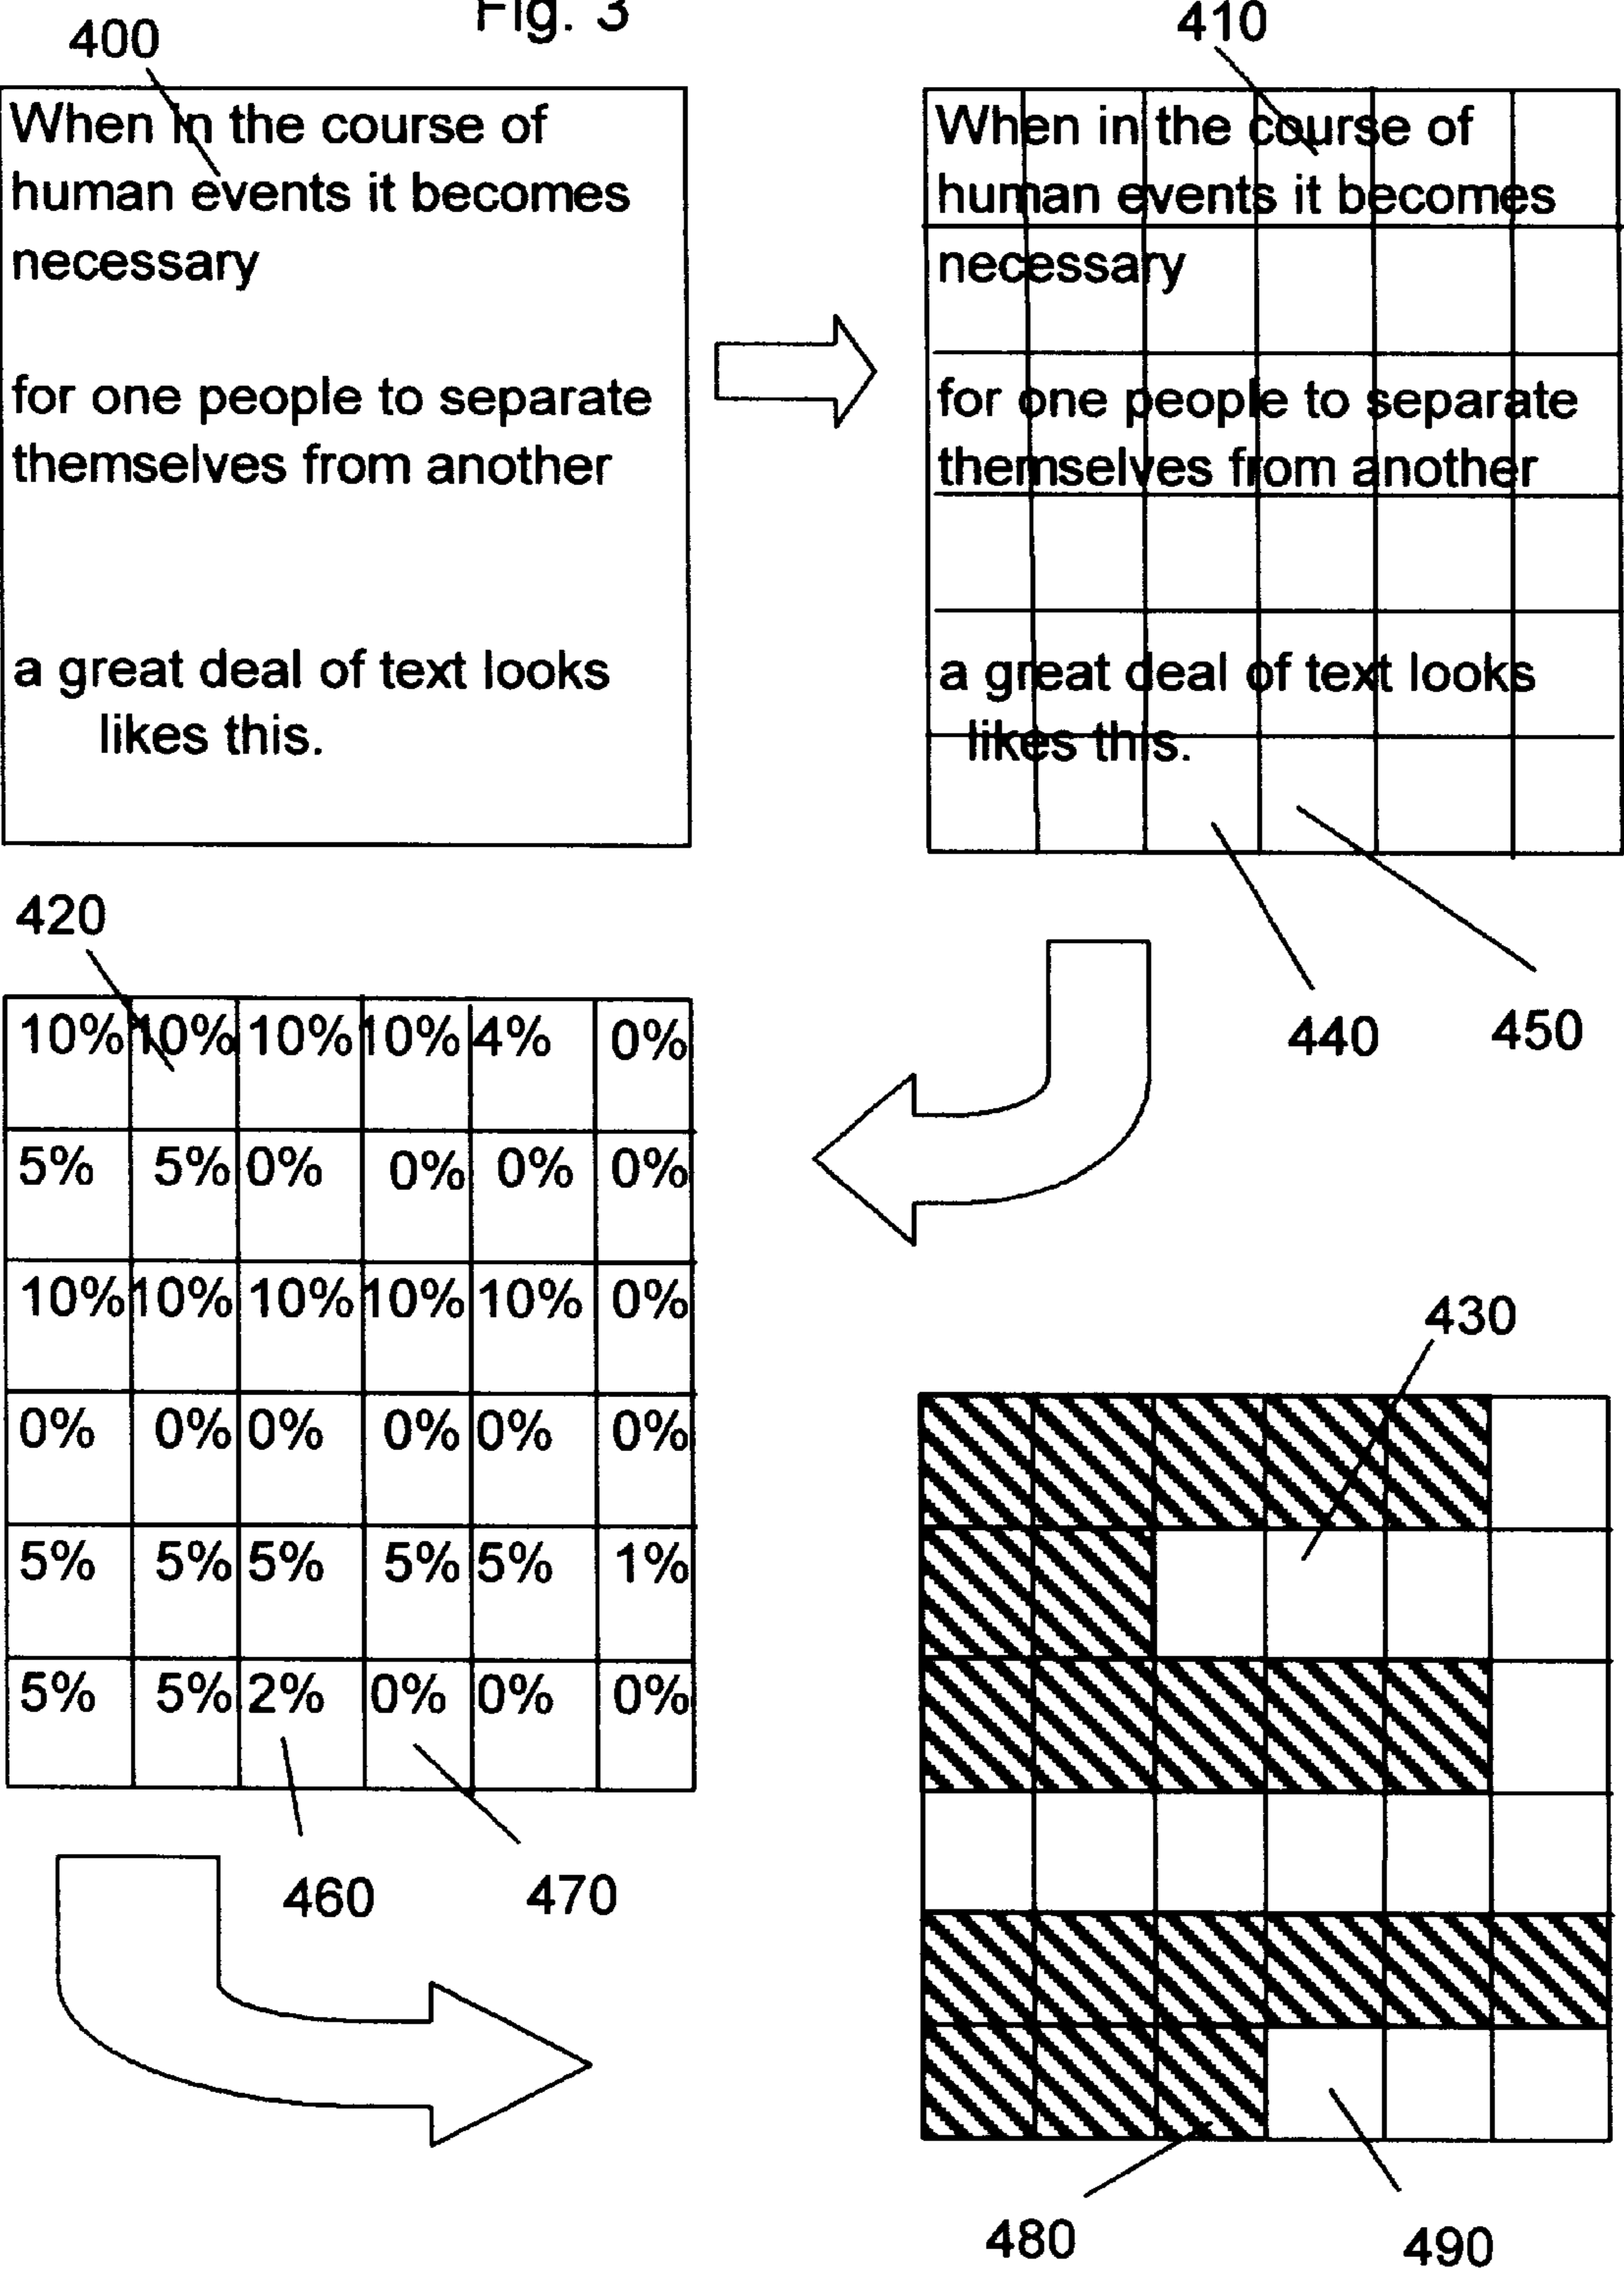 Fig. 3
400
410
When in the course of
human events it becomes
necessary
for one people to separate
themselves from another
a great deal of text looks
likes this.
When in the course of
human events it becomes
necessary
for one people to separate
themselves from another
a great deal of text looks
likes this.
440
450
420
10% 10% 10% 10% 4% 0%
5% 5% 0% 0% 0% 0%
10% 10% 10% 10% 10% 0%
0% 0% 0% 0% 0% 0%
5% 5% 5% 5% 5% 1%
5% 5% 2% 0% 0% 0%
460
470
430
480
490